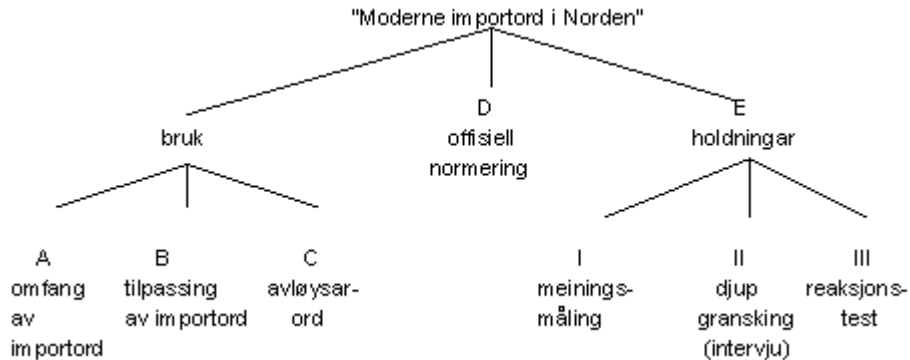 "Moderne importord i Norden"
D
E
bruk
offisiell
normering
holdningar
A
B
C
I
II
III
omfang
av
importord
tilpassing
av importord
avløysar-
ord
meinings-
måling
djup
gransking
(intervju)
reaksjons-
test